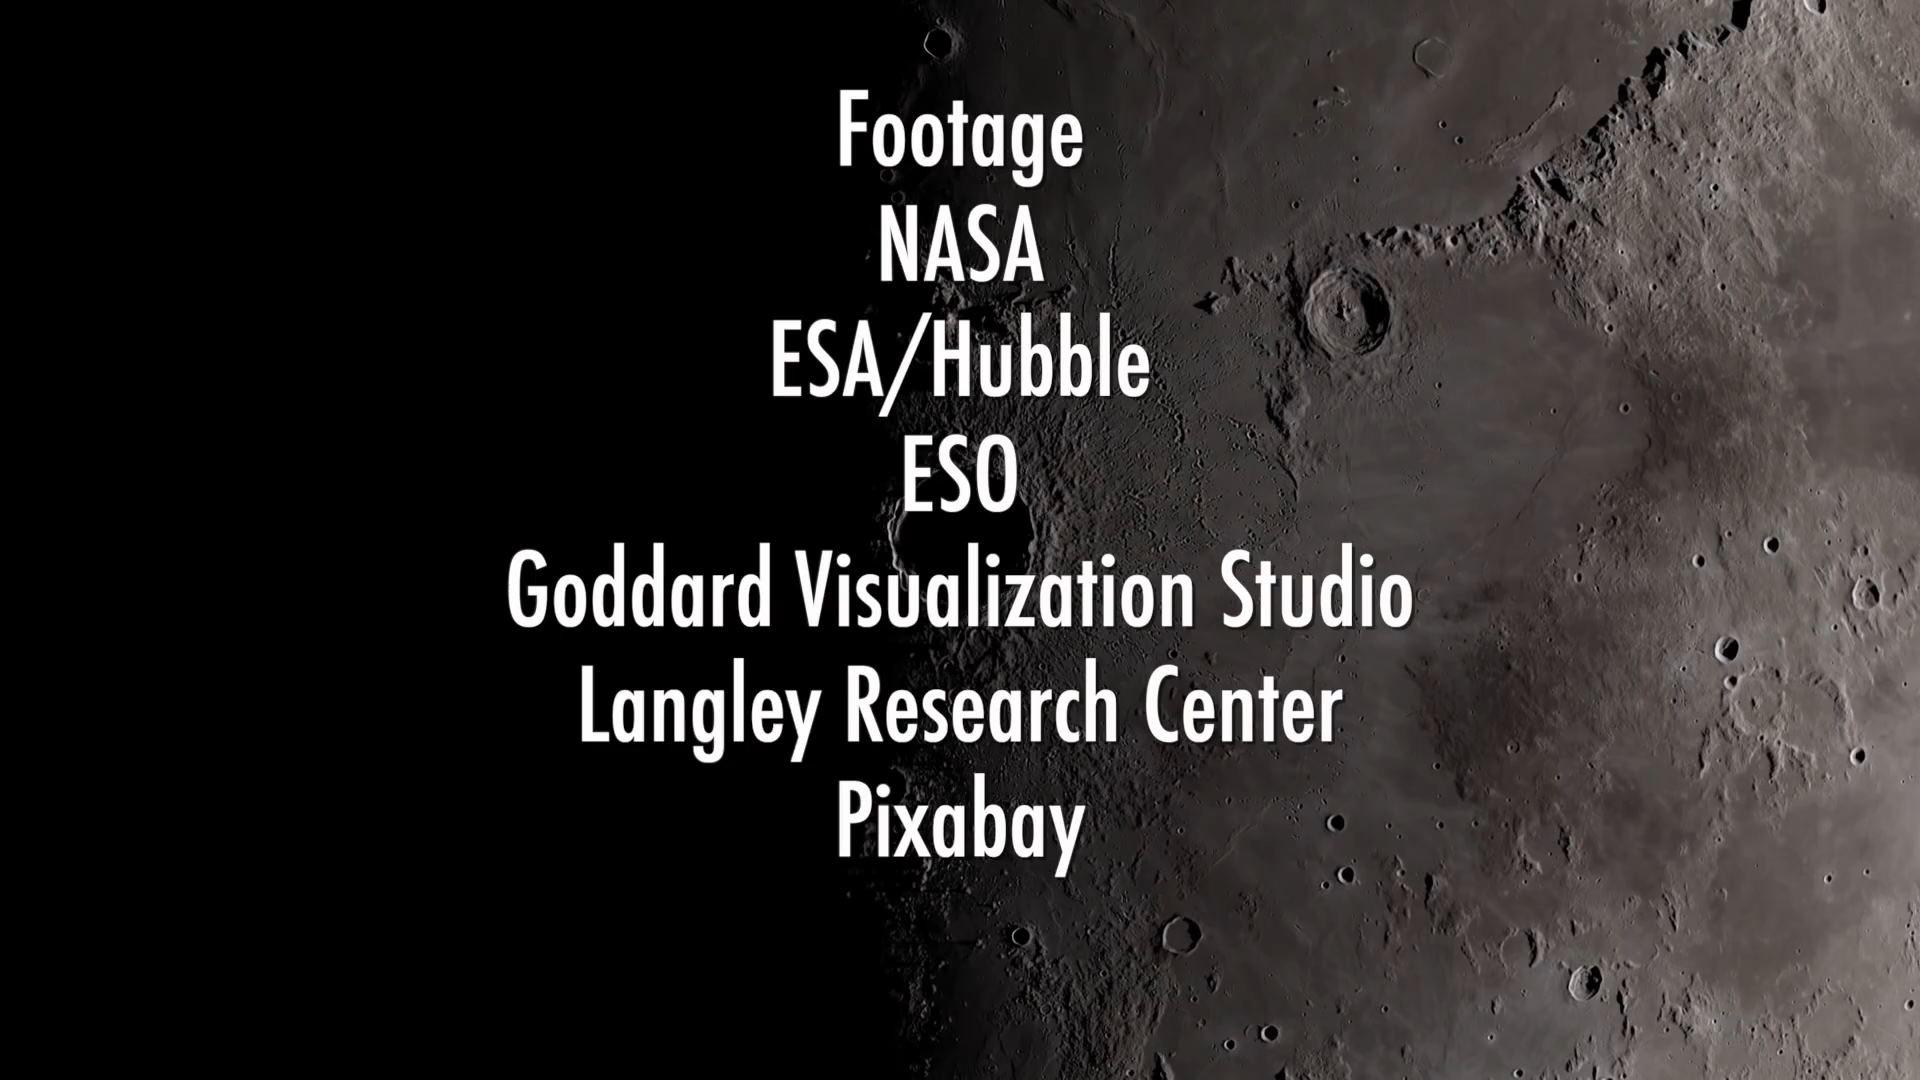 Footage
NASA
ESA/Hubble
ESO
Goddard Visualization Studio
Langley Research Center
Pixabay